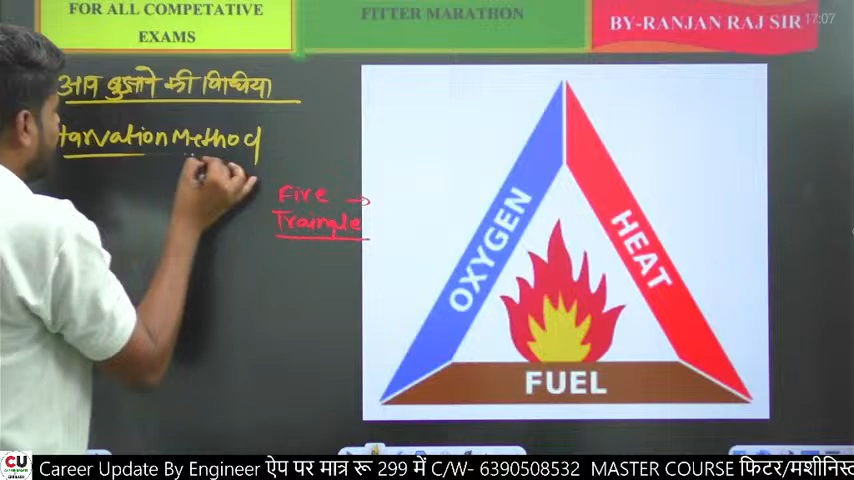 FOR ALL COMPETATIVE
EXAMS
FITTER MARATHON
BY-RANJAN RAJ SIR
17:07
आग बुझाने की विधिया
tarvation Method
Fire →
Traingle
OXYGEN
HEAT
FUEL
CU
Career Update By Engineer ऐप पर मात्र रू 299 में C/W- 6390508532 MASTER COURSE फिटर/मशीनिस्ट